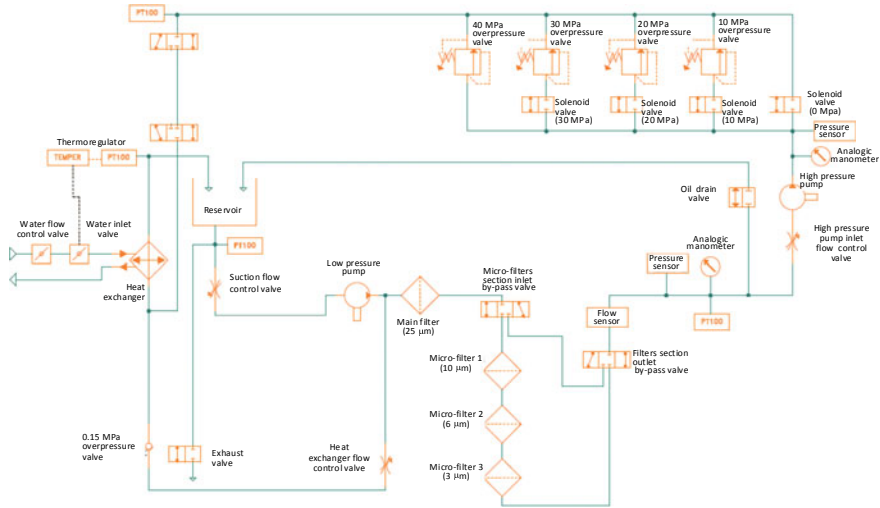 PT100
40 MPa
overpressure
valve
30 MPa
overpressure
valve
20 MPa
overpressure
valve
10 MPa
overpressure
valve
Solenoid
valve
(30 MPa)
Solenoid
valve
(20 MPa)
Solenoid
valve
(10 MPa)
Solenoid
valve
(0 Mpa)
Pressure
sensor
Analogic
manometer
Thermoregulator
TEMPER
PT100
Reservoir
Oil drain
valve
High pressure
pump
Water flow
control valve
Water inlet
valve
PT100
Heat
exchanger
Suction flow
control valve
Low pressure
pump
Main filter
(25 µm)
Micro-filters
section inlet
by-pass valve
Pressure
sensor
Analogic
manometer
High pressure
pump inlet
flow control
valve
Flow
sensor
PT100
Micro-filter 1
(10 µm)
Filters section
outlet
by-pass valve
Micro-filter 2
(6 µm)
Micro-filter 3
(3 µm)
0.15 MPa
overpressure
valve
Exhaust
valve
Heat
exchanger flow
control valve